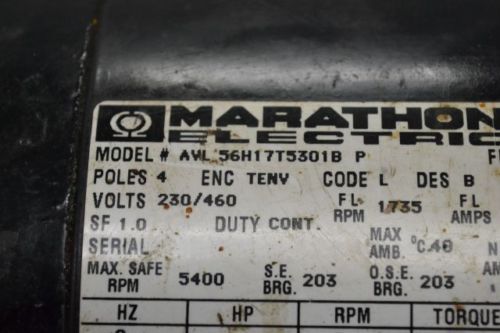 MARATHON
ELECTRIC
MODEL # AVL 56H17T5301B P
POLES 4 ENC TENV CODE L DES B
VOLTS 230/460 FL RPM 1735 FL AMPS
SF 1.0 DUTY CONT. MAX AMB. °C.40
SERIAL
MAX. SAFE RPM 5400 S.E. BRG. 203 O.S.E. BRG. 203
HZ HP RPM TORQUE